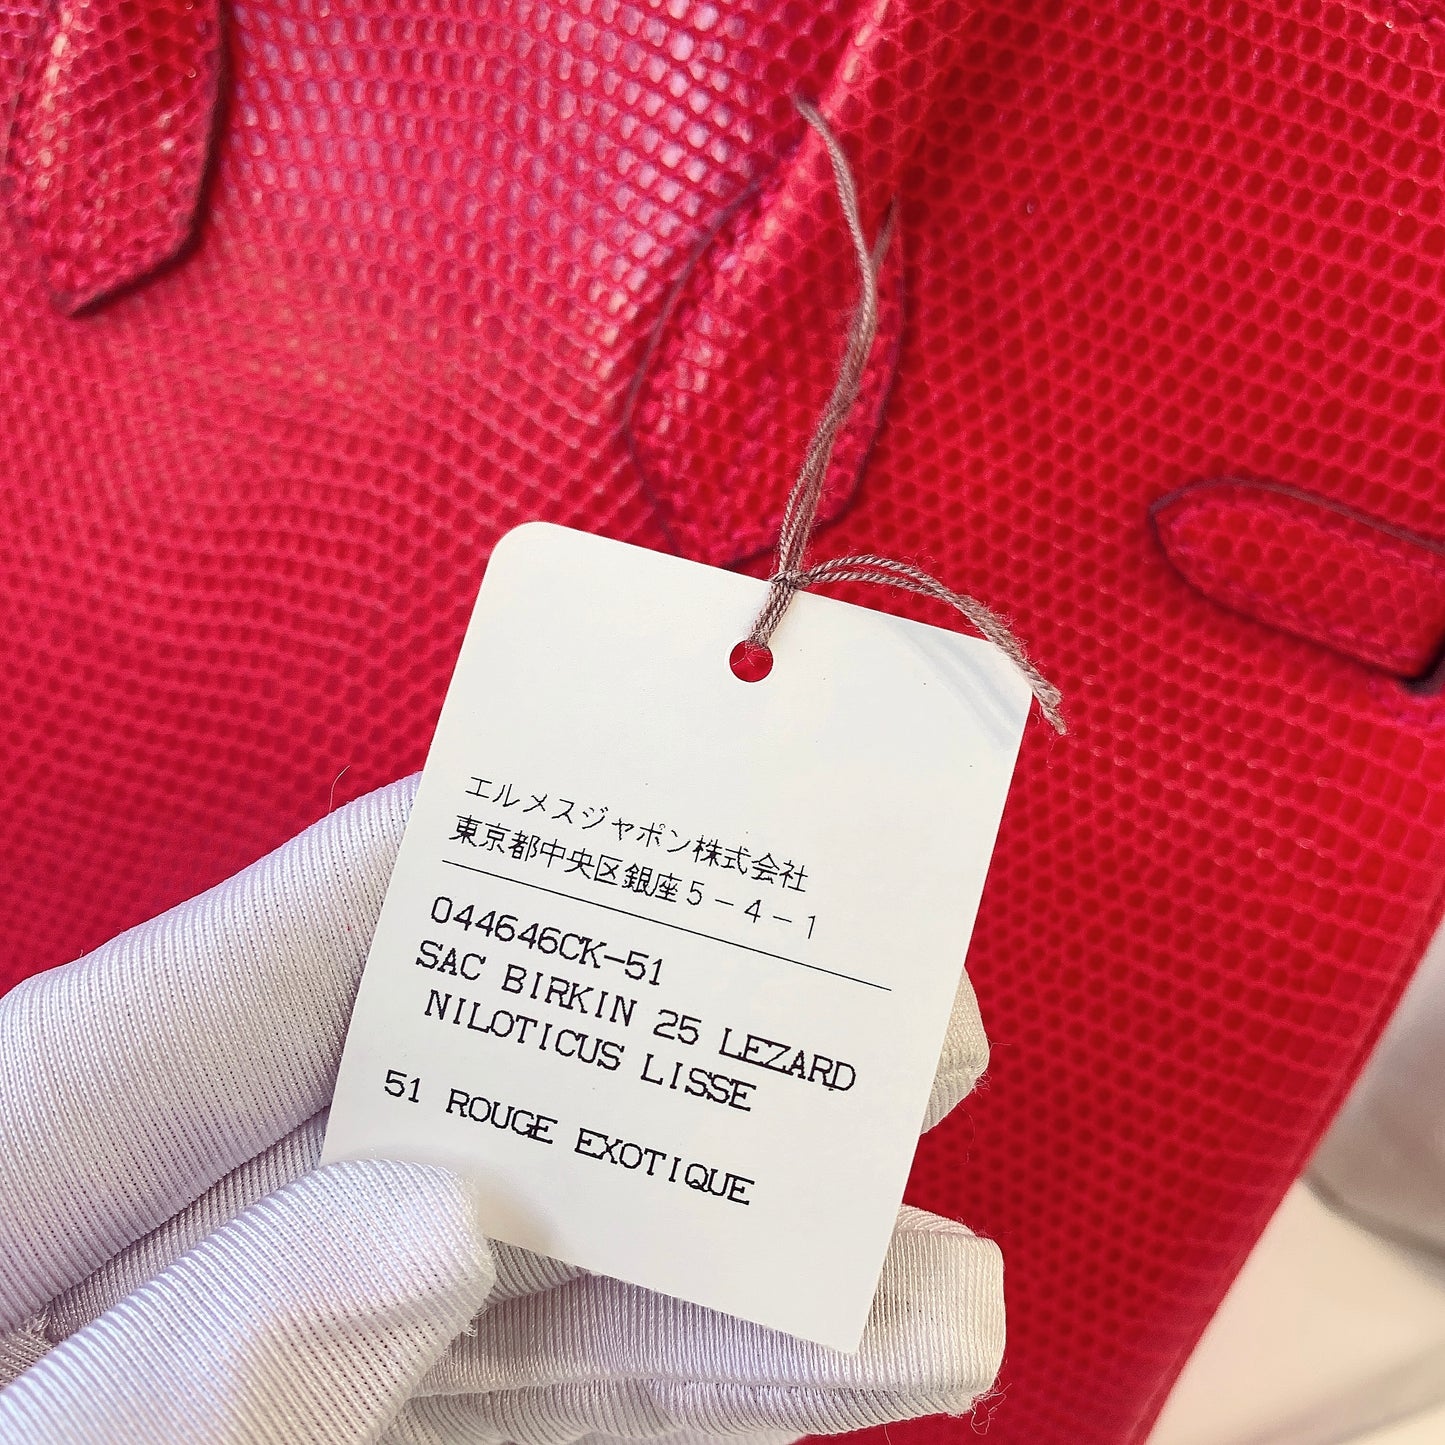 エルメスジャポン株式会社
東京都中央区銀座5-4-1
044646CK-51
SAC BIRKIN 25 LEZARD
NILOTICUS LISSE
51 ROUGE EXOTIQUE